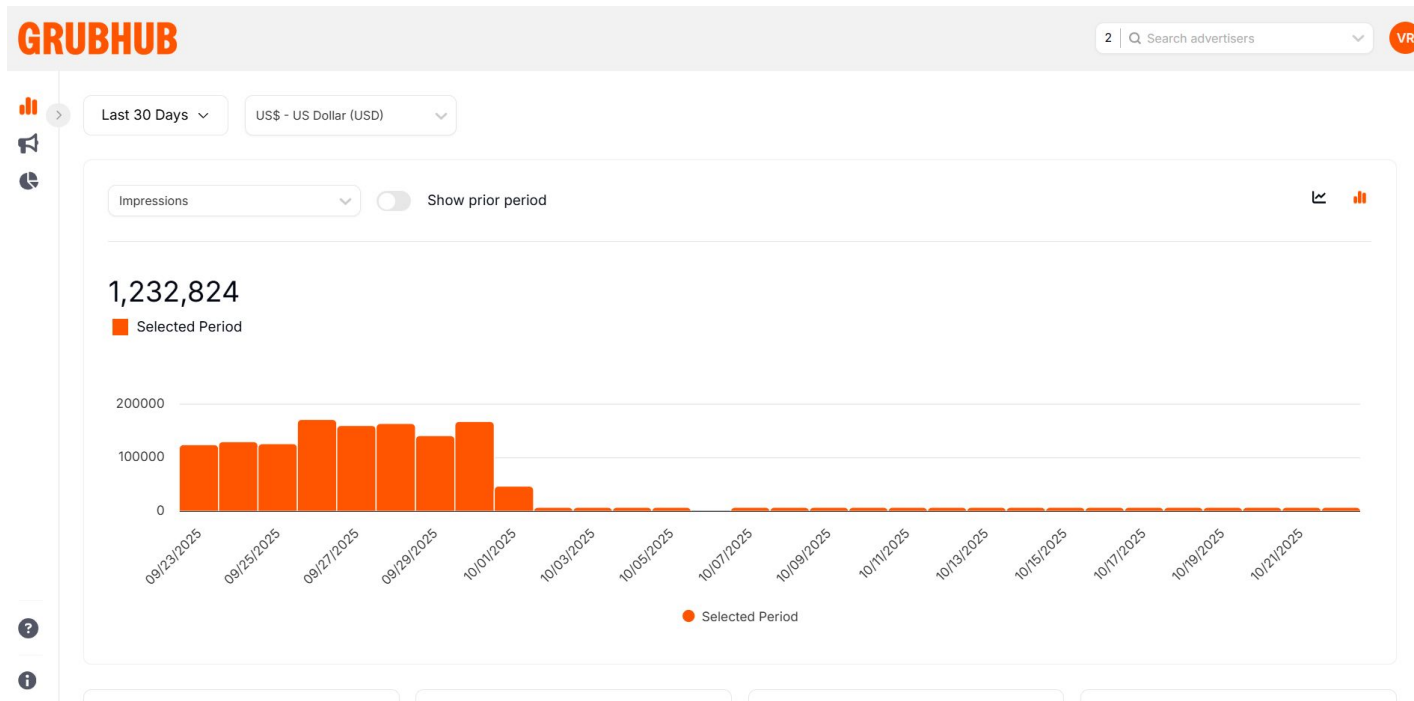 GRUBHUB
2
Search advertisers
VR
Last 30 Days
US$ - US Dollar (USD)
Impressions
Show prior period
1,232,824
Selected Period
200000
100000
0
09/23/2025
09/25/2025
09/27/2025
09/29/2025
10/01/2025
10/03/2025
10/05/2025
10/07/2025
10/09/2025
10/11/2025
10/13/2025
10/15/2025
10/17/2025
10/19/2025
10/21/2025
Selected Period